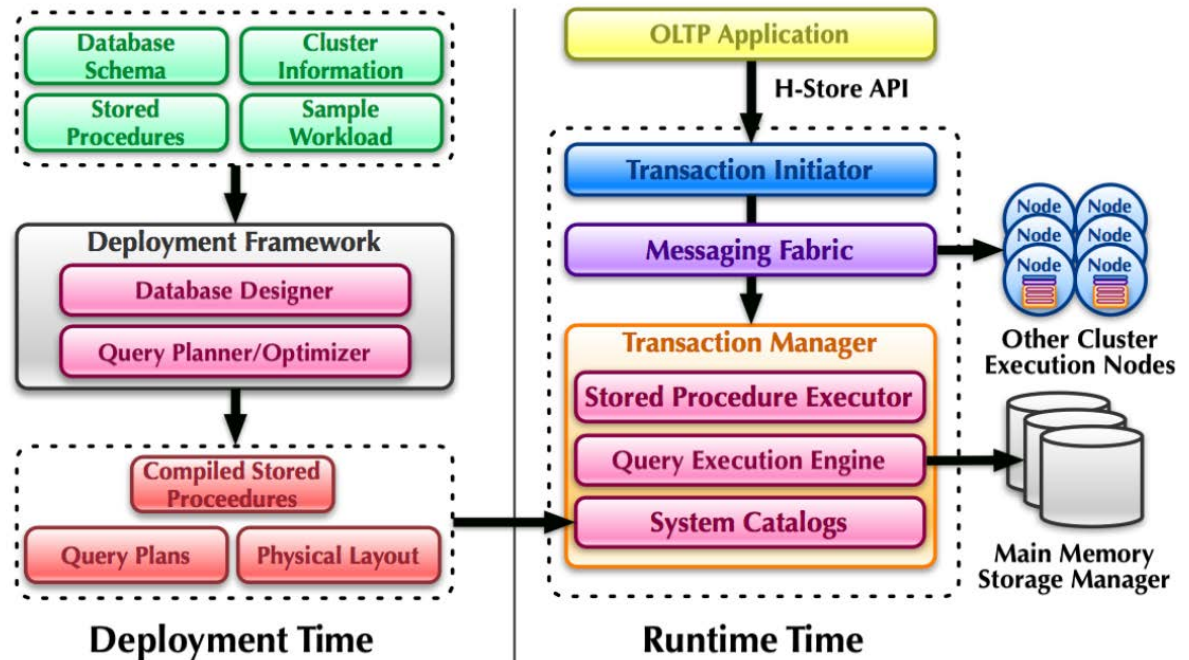 Database
Schema
Cluster
Information
Stored
Procedures
Sample
Workload
Deployment Framework
Database Designer
Query Planner/Optimizer
Compiled Stored
Proceedures
Query Plans
Physical Layout
Deployment Time
OLTP Application
H-Store API
Transaction Initiator
Messaging Fabric
Transaction Manager
Stored Procedure Executor
Query Execution Engine
System Catalogs
Node
Node
Node
Node
Node
Node
Other Cluster
Execution Nodes
Main Memory
Storage Manager
Runtime Time